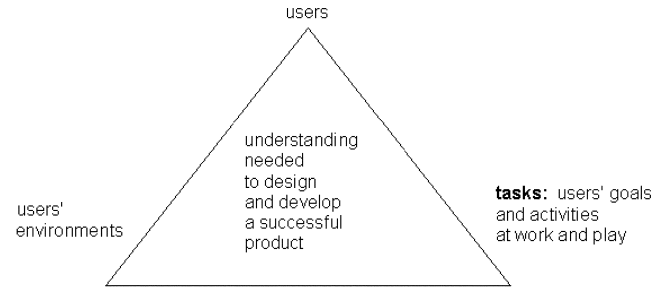 users
understanding
needed
to design
and develop
a successful
product
users'
environments
tasks: users' goals
and activities
at work and play